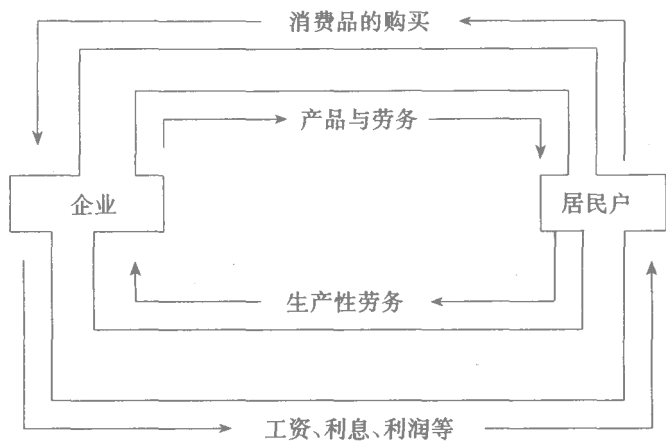 消费品的购买
产品与劳务
企业
居民户
生产性劳务
工资、利息、利润等